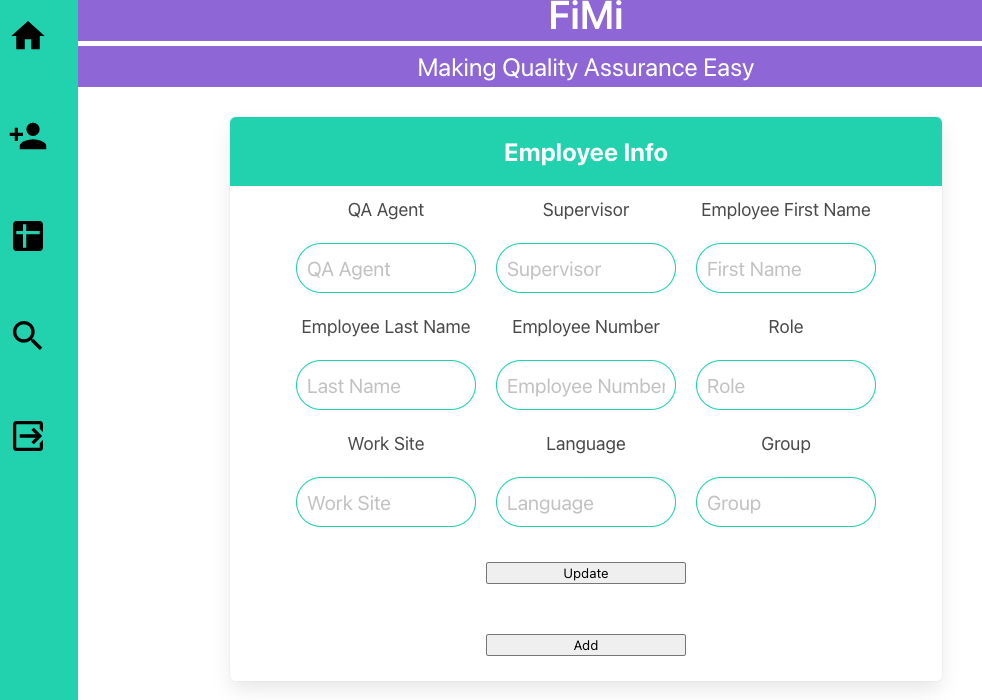 FiMi
Making Quality Assurance Easy
Employee Info
QA Agent Supervisor Employee First Name
QA Agent Supervisor First Name
Employee Last Name Employee Number Role
Last Name Employee Number Role
Work Site Language Group
Work Site Language Group
Update
Add